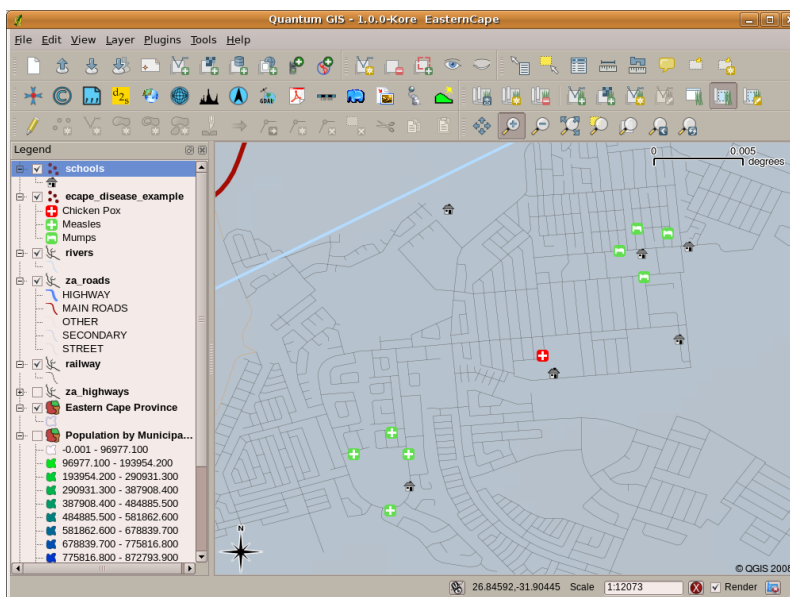 Quantum GIS - 1.0.0-Kore EasternCape
File Edit View Layer Plugins Tools Help
Legend
schools
ecape_disease_example
Chicken Pox
Measles
Mumps
rivers
za_roads
HIGHWAY
MAIN ROADS
OTHER
SECONDARY
STREET
railway
za_highways
Eastern Cape Province
Population by Municipa...
-0.001 - 96977.100
96977.100 - 193954.200
193954.200 - 290931.300
290931.300 - 387908.400
387908.400 - 484885.500
484885.500 - 581862.600
581862.600 - 678839.700
678839.700 - 775816.800
775816.800 - 872793.900
0 0.005
degrees
N
© QGIS 2008
26.84592,-31.90445 Scale 1:12073 Render